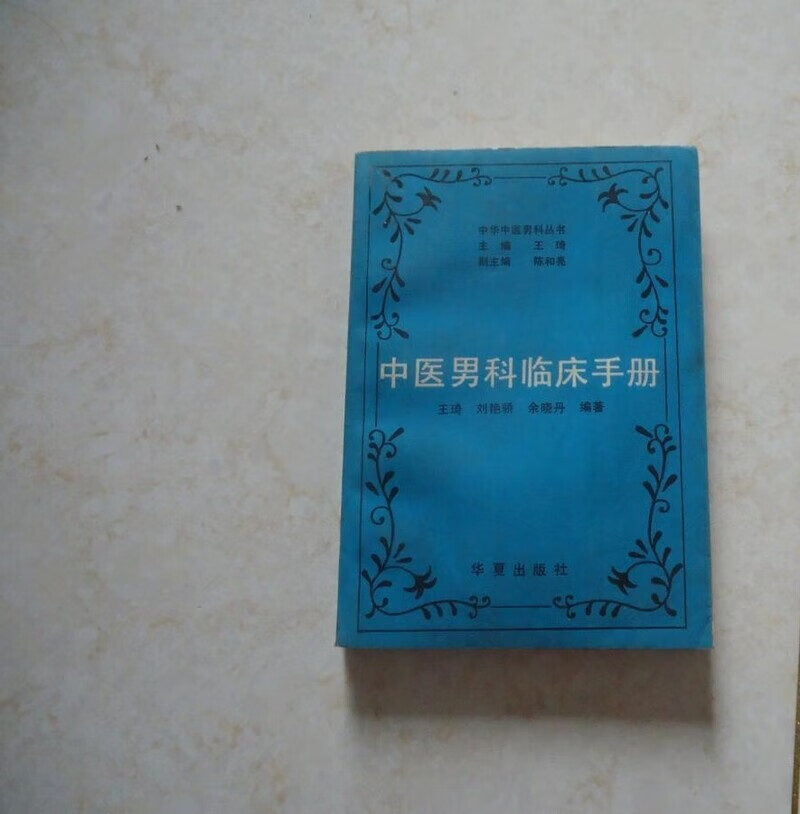 中华中医男科丛书
主编 王琦
副主编 陈和亮
中医男科临床手册
王琦 刘艳骄 余晓丹 编著
华夏出版社